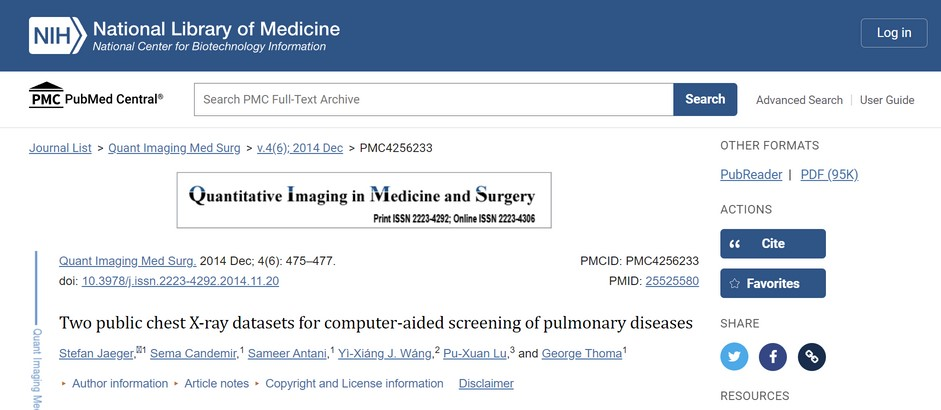 NIH National Library of Medicine
National Center for Biotechnology Information
Log in
PMC PubMed Central®
Search PMC Full-Text Archive
Search
Advanced Search | User Guide
Journal List > Quant Imaging Med Surg > v.4(6); 2014 Dec > PMC4256233
Quantitative Imaging in Medicine and Surgery
Print ISSN 2223-4292; Online ISSN 2223-4306
Quant Imaging Med Surg. 2014 Dec; 4(6): 475–477.
PMCID: PMC4256233
doi: 10.3978/j.issn.2223-4292.2014.11.20
PMID: 25525580
Two public chest X-ray datasets for computer-aided screening of pulmonary diseases
Stefan Jaeger,✉1 Sema Candemir,1 Sameer Antani,1 Yì-Xiáng J. Wáng,2 Pu-Xuan Lu,3 and George Thoma1
▸ Author information ▸ Article notes ▸ Copyright and License information Disclaimer
Quant Imaging Me
OTHER FORMATS
PubReader | PDF (95K)
ACTIONS
Cite
Favorites
SHARE
RESOURCES